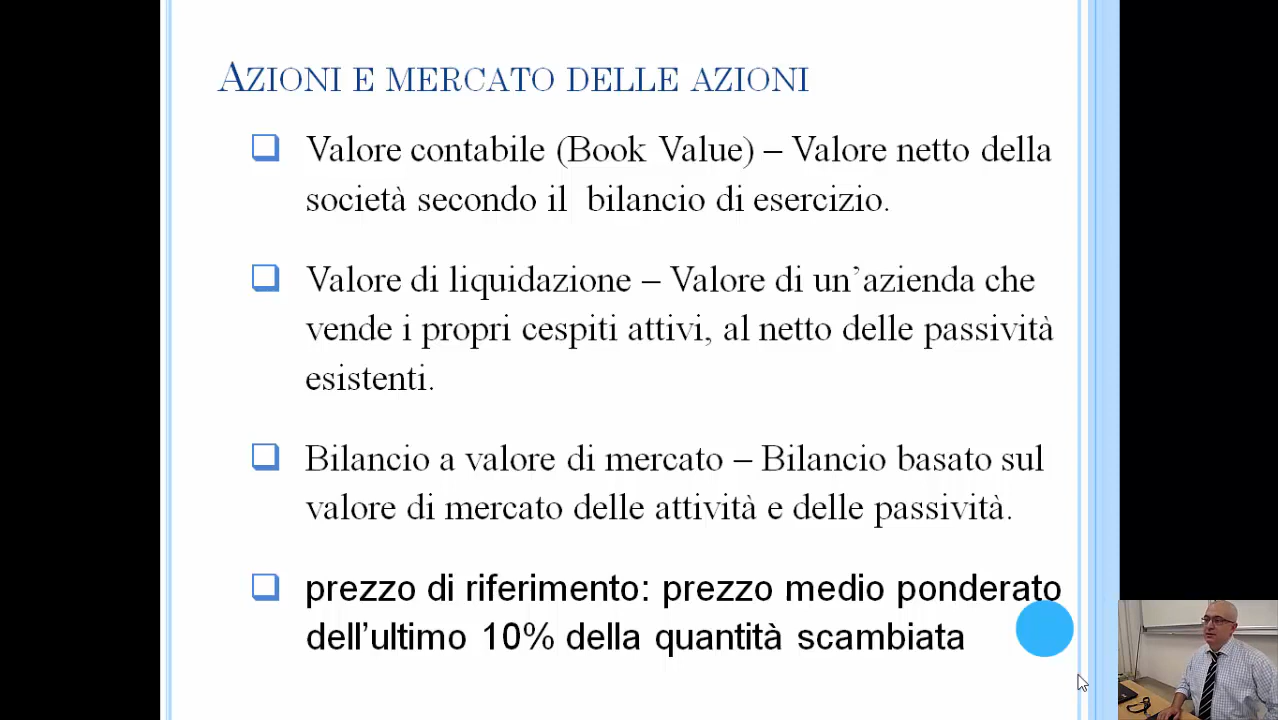 AZIONI E MERCATO DELLE AZIONI
Valore contabile (Book Value) – Valore netto della
società secondo il bilancio di esercizio.
Valore di liquidazione – Valore di un’azienda che
vende i propri cespiti attivi, al netto delle passività
esistenti.
Bilancio a valore di mercato – Bilancio basato sul
valore di mercato delle attività e delle passività.
prezzo di riferimento: prezzo medio ponderato
dell’ultimo 10% della quantità scambiata